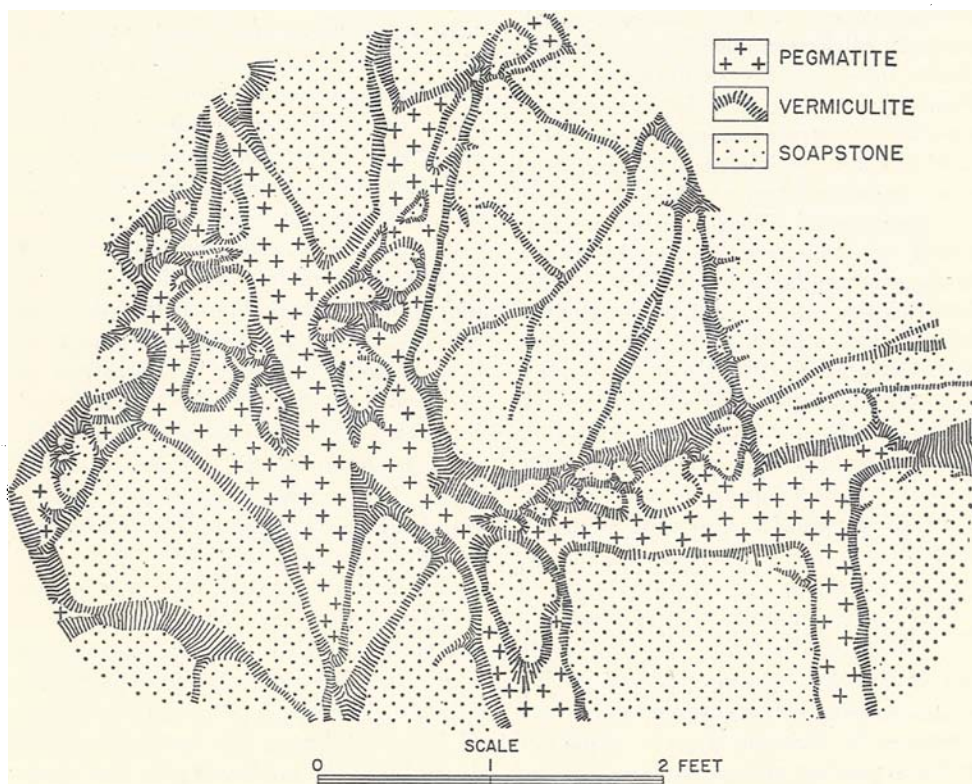 PEGMATITE
VERMICULITE
SOAPSTONE
SCALE
0 1 2 FEET